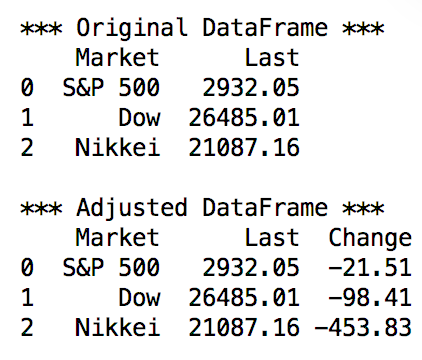 *** Original DataFrame ***
    Market      Last
0  S&P 500   2932.05
1      Dow  26485.01
2   Nikkei  21087.16

*** Adjusted DataFrame ***
    Market      Last  Change
0  S&P 500   2932.05  -21.51
1      Dow  26485.01  -98.41
2   Nikkei  21087.16 -453.83